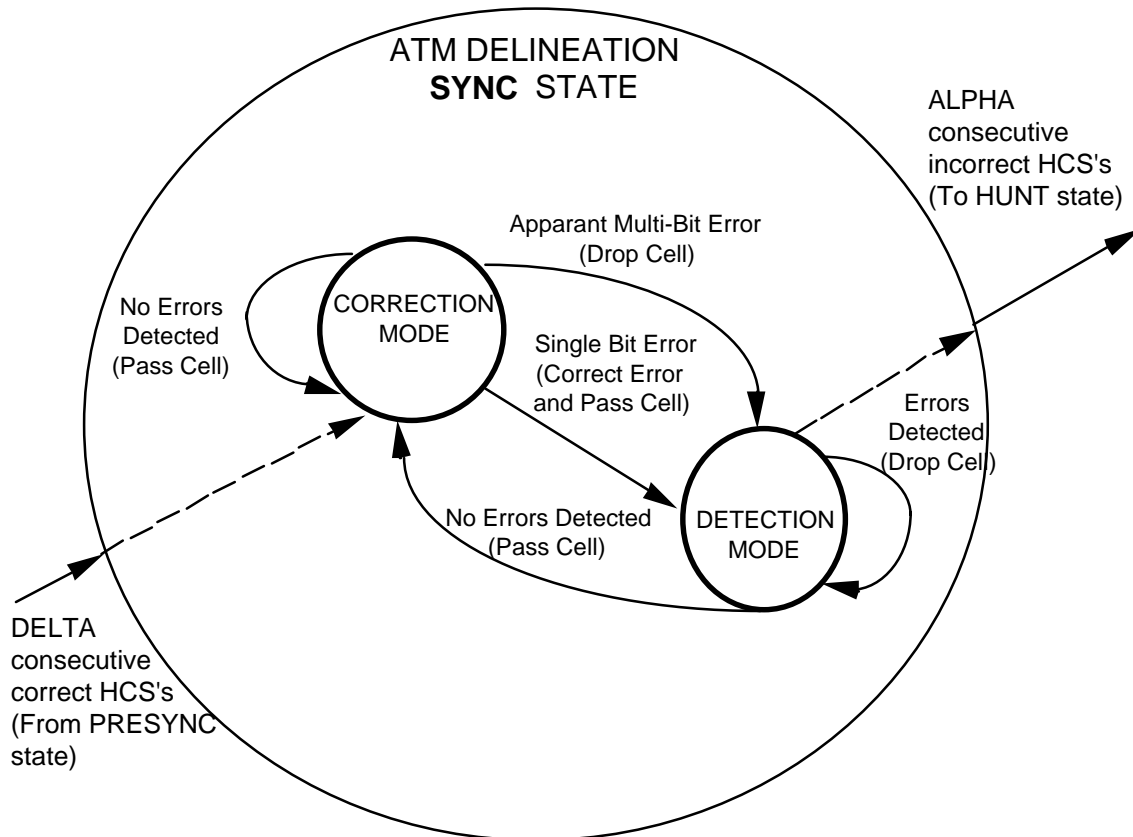 ATM DELINEATION
SYNC STATE
ALPHA
consecutive
incorrect HCS's
(To HUNT state)
Apparant Multi-Bit Error
(Drop Cell)
No Errors
Detected
(Pass Cell)
CORRECTION
MODE
Single Bit Error
(Correct Error
and Pass Cell)
Errors
Detected
(Drop Cell)
No Errors Detected
(Pass Cell)
DETECTION
MODE
DELTA
consecutive
correct HCS's
(From PRESYNC
state)